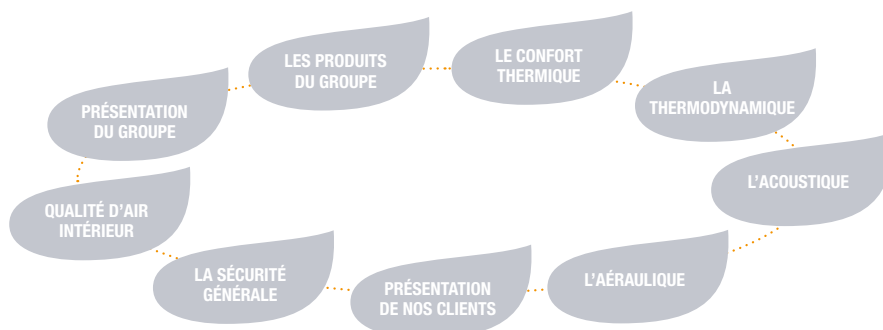 LES PRODUITS
DU GROUPE
LE CONFORT
THERMIQUE
LA
THERMODYNAMIQUE
PRÉSENTATION
DU GROUPE
L'ACOUSTIQUE
QUALITÉ D'AIR
INTÉRIEUR
LA SÉCURITÉ
GÉNÉRALE
PRÉSENTATION
DE NOS CLIENTS
L'AÉRAULIQUE